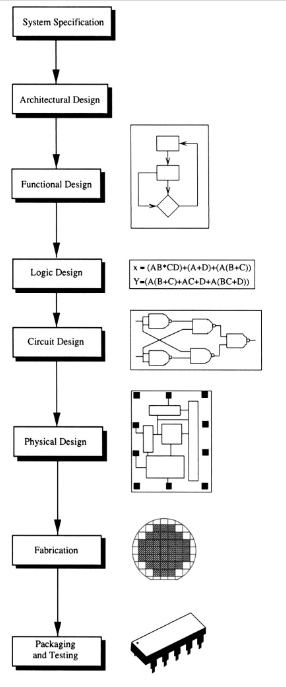 System Specification
Architectural Design
Functional Design
Logic Design
x = (AB*CD)+(A+D)+(A(B+C))
Y=(A(B+C)+AC+D+A(BC+D))
Circuit Design
Physical Design
Fabrication
Packaging
and Testing